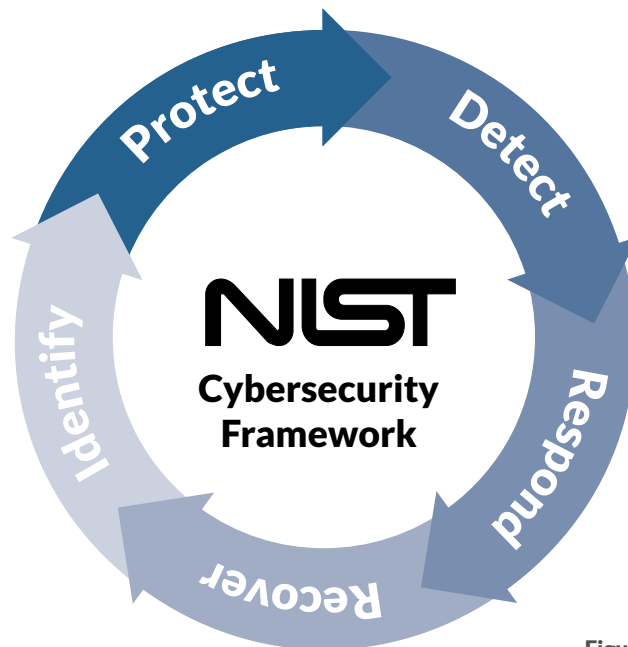 Protect
Detect
Respond
Recover
Identify
NIST
Cybersecurity
Framework